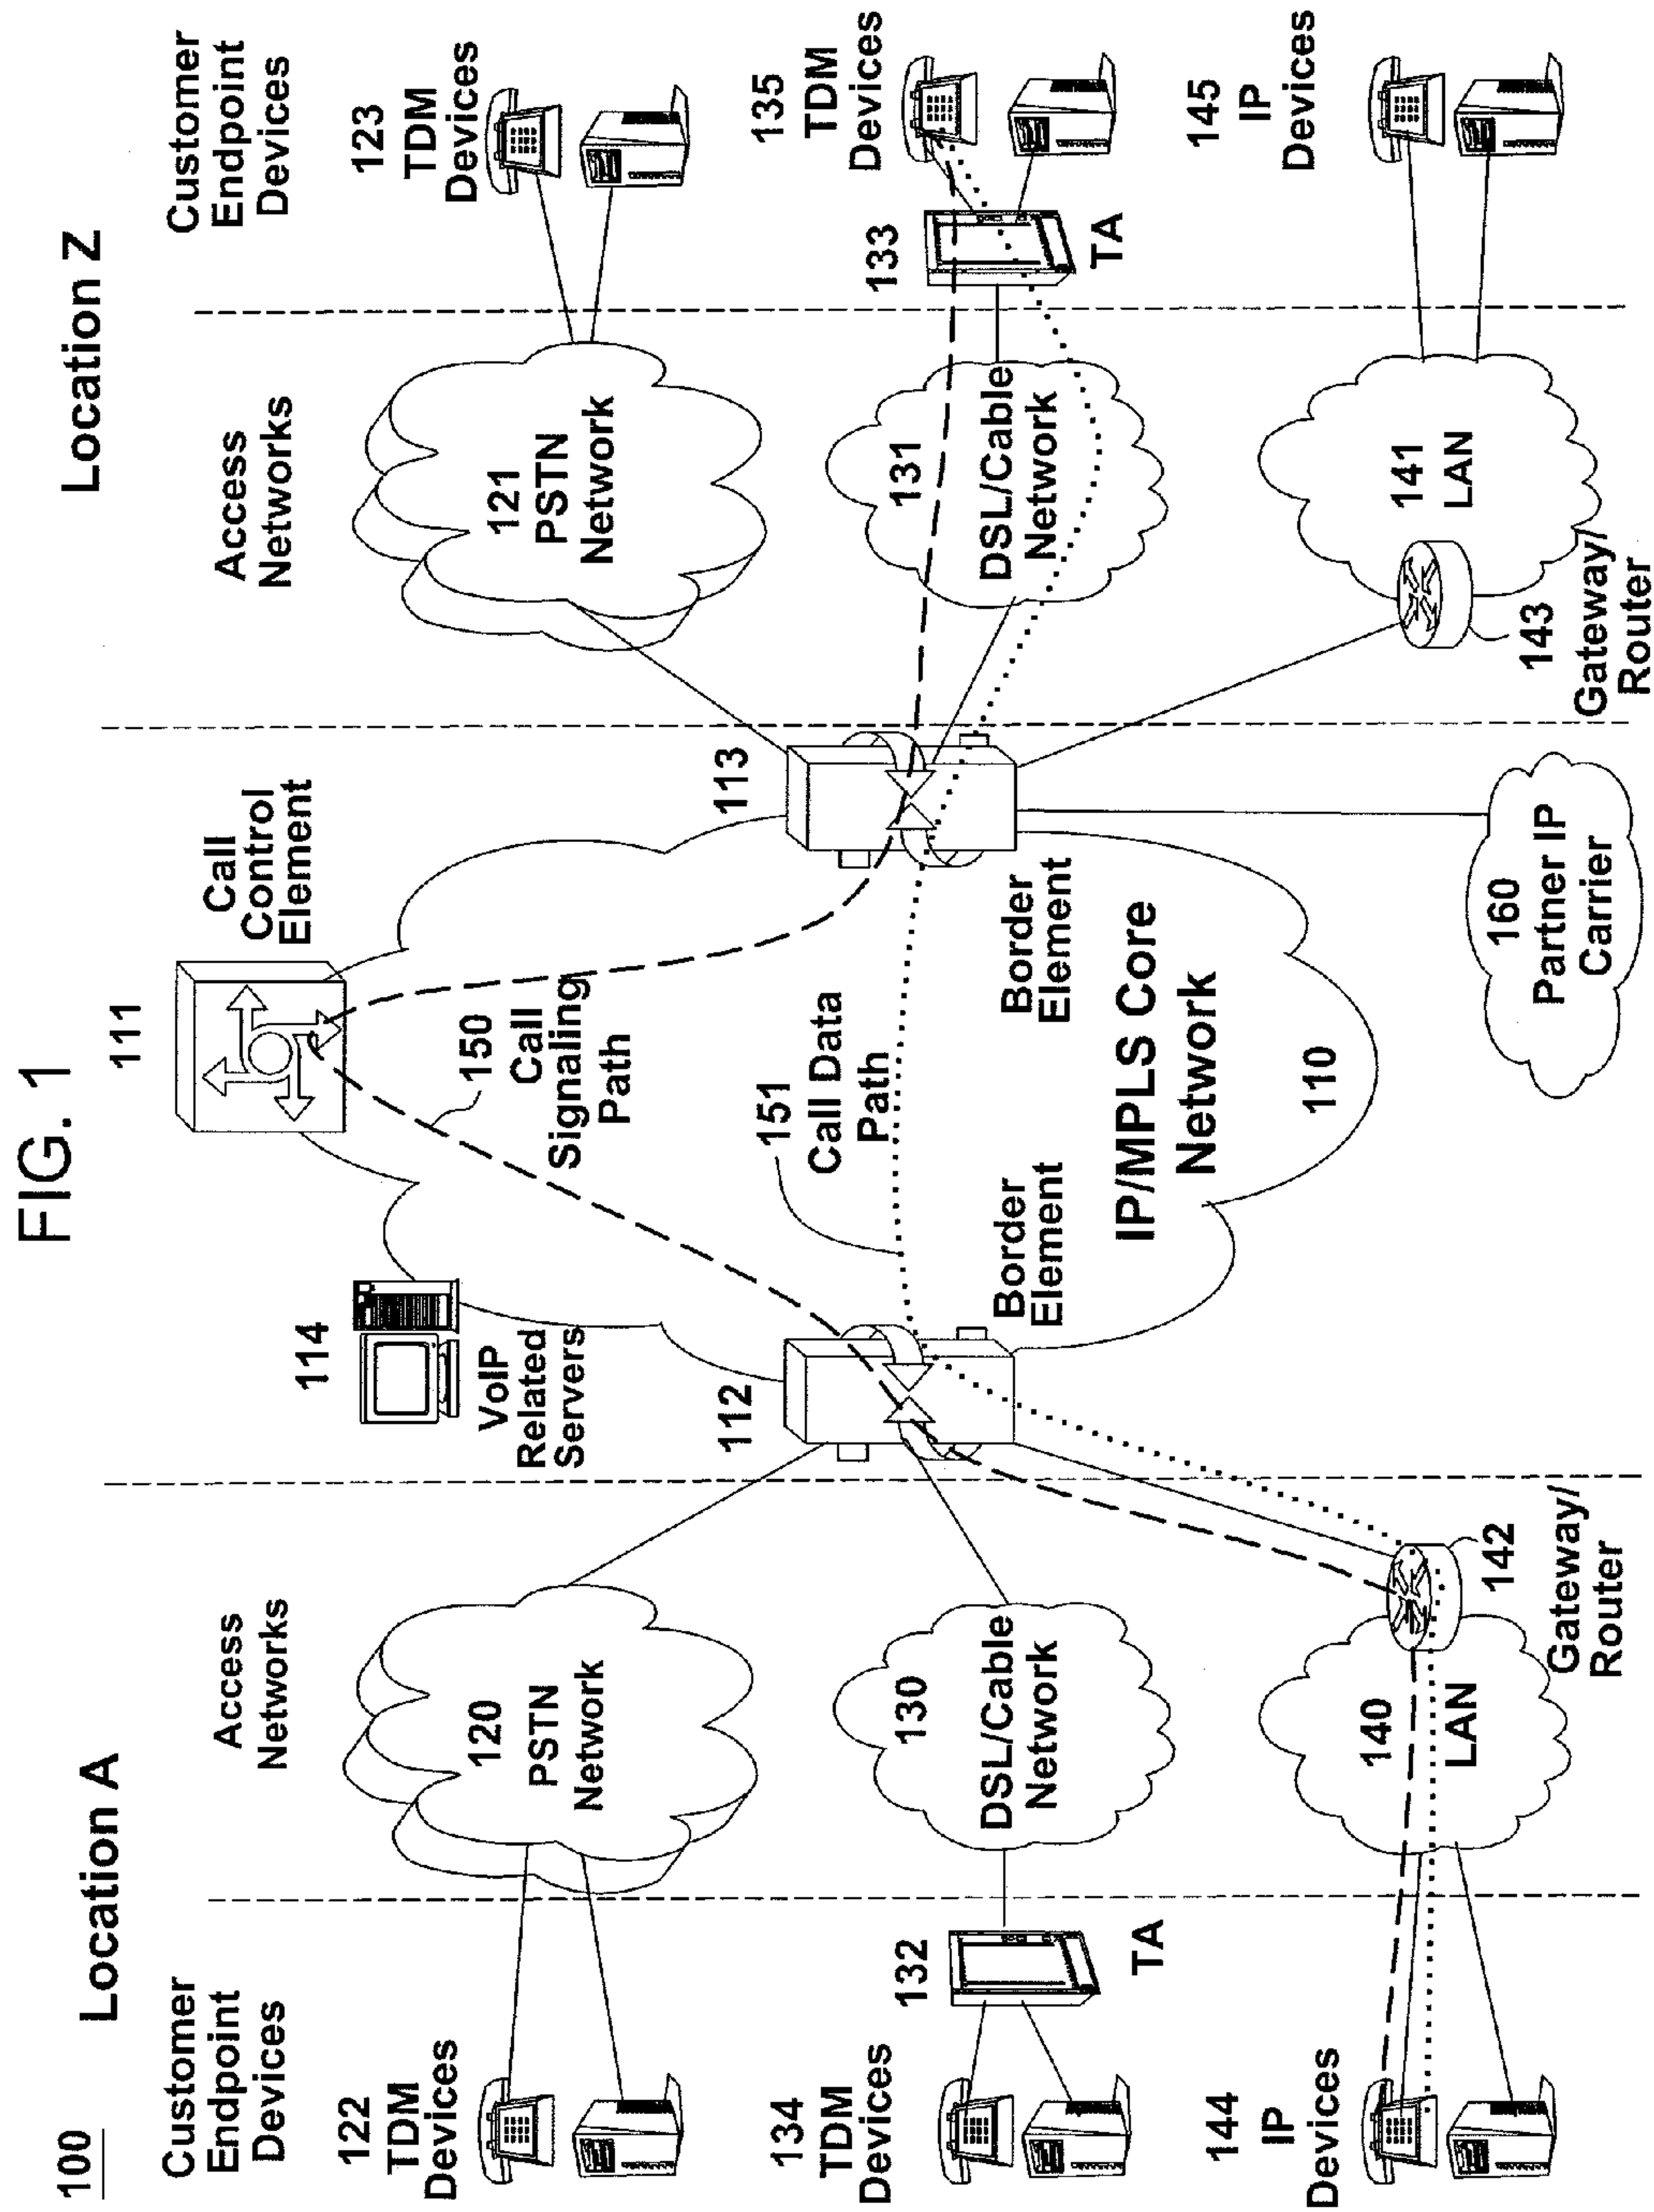 FIG. 1
100
Location A
Location Z
Customer
Endpoint
Devices
Access
Networks
114
VoIP
Related
Servers
111
Call
Control
Element
Access
Networks
Customer
Endpoint
Devices
122
TDM
Devices
120
PSTN
Network
150
Call
Signaling
Path
121
PSTN
Network
123
TDM
Devices
134
TDM
Devices
132
TA
130
DSL/Cable
Network
112
Border
Element
151
Call Data
Path
113
Border
Element
131
DSL/Cable
Network
133
TA
135
TDM
Devices
IP/MPLS Core
Network
110
144
IP
Devices
140
LAN
142
Gateway/
Router
160
Partner IP
Carrier
143
Gateway/
Router
141
LAN
145
IP
Devices